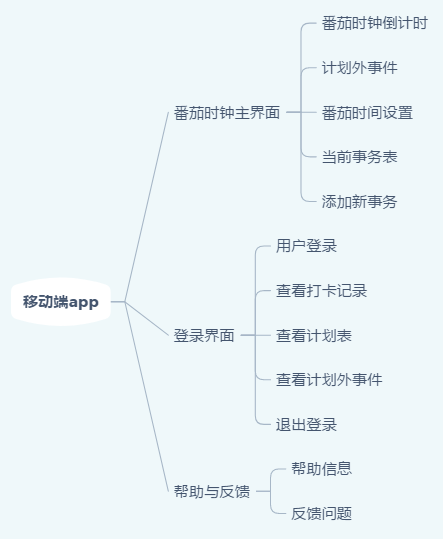 移动端app
番茄时钟主界面
番茄时钟倒计时
计划外事件
番茄时间设置
当前事务表
添加新事务
登录界面
用户登录
查看打卡记录
查看计划表
查看计划外事件
退出登录
帮助与反馈
帮助信息
反馈问题